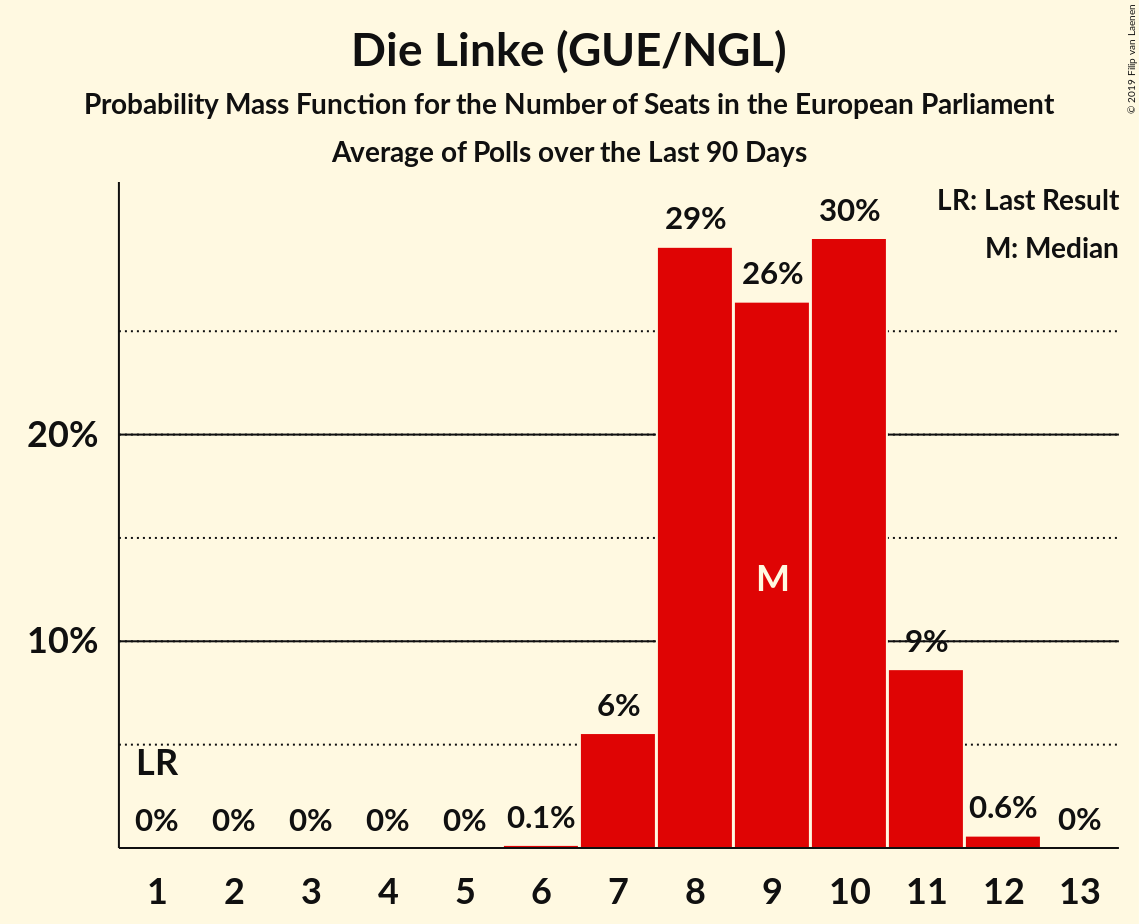 Die Linke (GUE/NGL)
Probability Mass Function for the Number of Seats in the European Parliament
Average of Polls over the Last 90 Days
© 2019 Filip van Laenen
LR: Last Result
M: Median
30%
29%
26%
20%
M
10%
9%
6%
LR
0% 0% 0% 0% 0% 0.1% 0.6% 0%
1 2 3 4 5 6 7 8 9 10 11 12 13